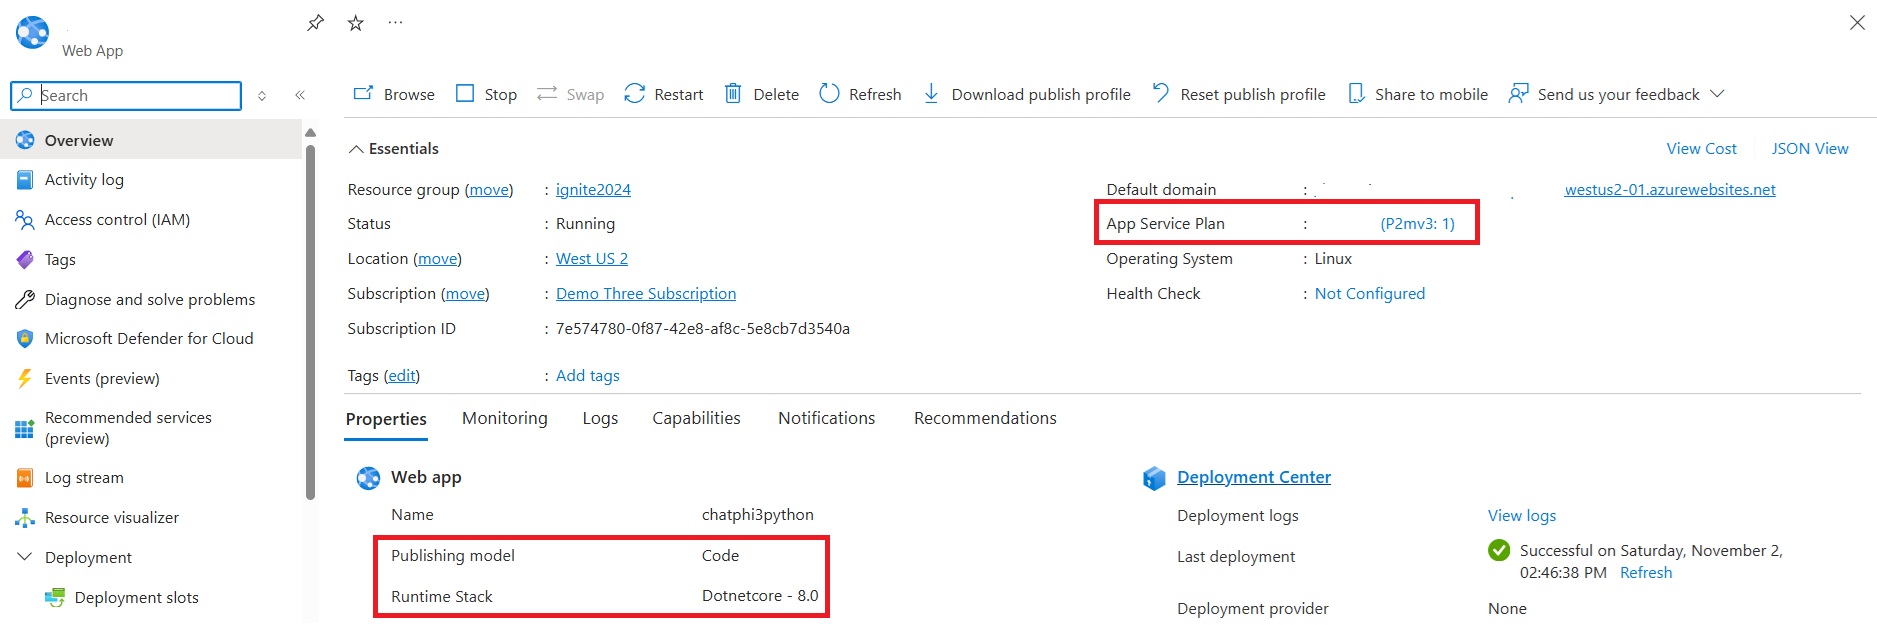 Web App
Search
Browse Stop Swap Restart Delete Refresh Download publish profile Reset publish profile Share to mobile Send us your feedback
Overview
Activity log
Access control (IAM)
Tags
Diagnose and solve problems
Microsoft Defender for Cloud
Events (preview)
Recommended services
(preview)
Log stream
Resource visualizer
Deployment
Deployment slots
Essentials
View Cost JSON View
Resource group (move) : ignite2024
Status : Running
Location (move) : West US 2
Subscription (move) : Demo Three Subscription
Subscription ID : 7e574780-0f87-42e8-af8c-5e8cb7d3540a
Tags (edit) : Add tags
Default domain : westus2-01.azurewebsites.net
App Service Plan : (P2mv3: 1)
Operating System : Linux
Health Check : Not Configured
Properties Monitoring Logs Capabilities Notifications Recommendations
Web app
Name chatphi3python
Publishing model Code
Runtime Stack Dotnetcore - 8.0
Deployment Center
Deployment logs View logs
Last deployment Successful on Saturday, November 2,
02:46:38 PM Refresh
Deployment provider None